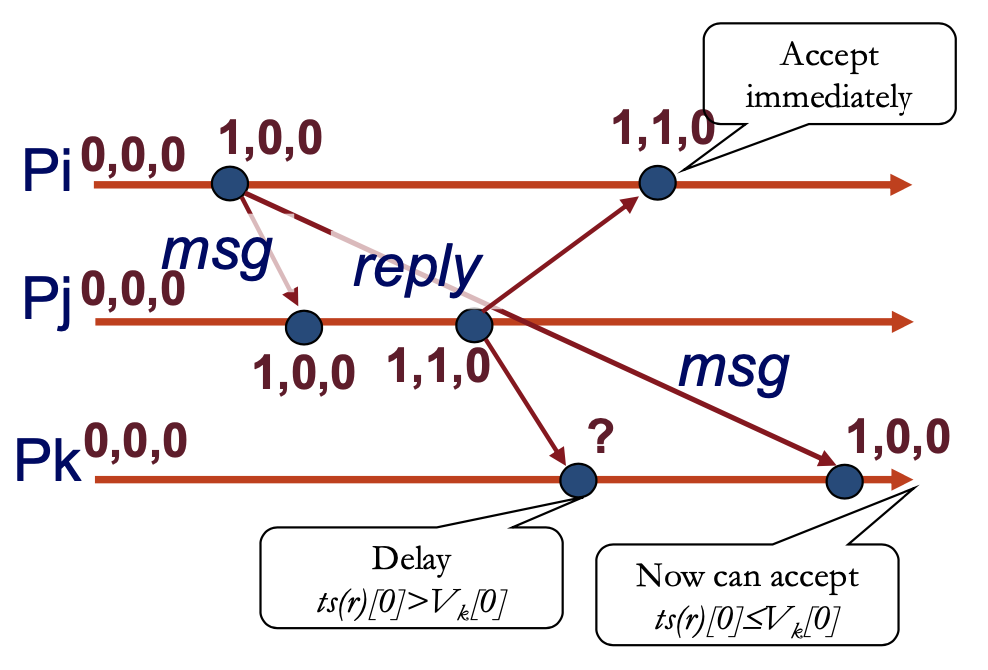 Accept
immediately
Pi 0,0,0
1,0,0
1,1,0
msg
reply
Pj 0,0,0
1,0,0
1,1,0
msg
Pk 0,0,0
?
1,0,0
Delay
ts(r)[0]>Vk[0]
Now can accept
ts(r)[0]≤Vk[0]